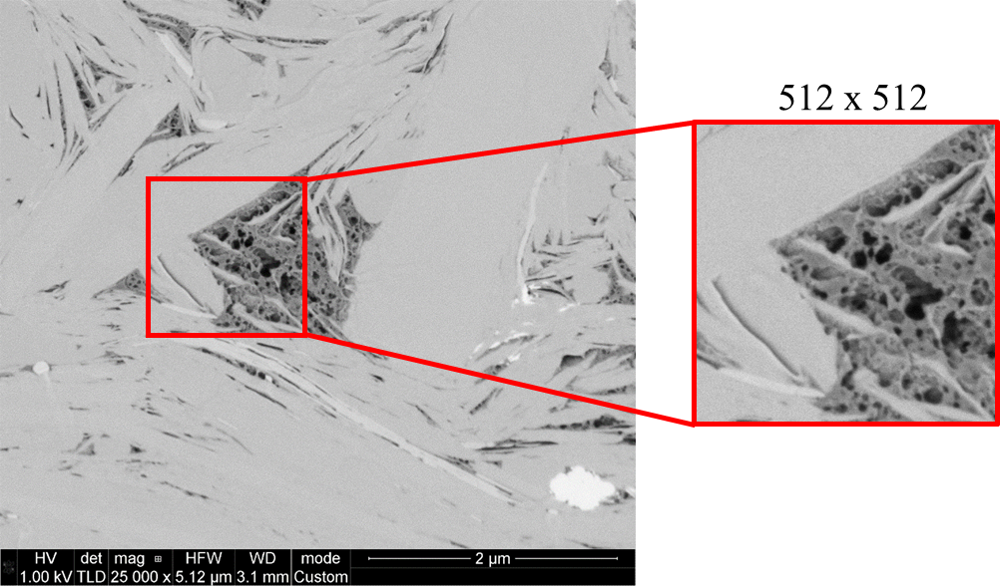 512 x 512
HV det mag ⊞ HFW WD mode
1.00 kV TLD 25 000 x 5.12 µm 3.1 mm Custom
2 µm